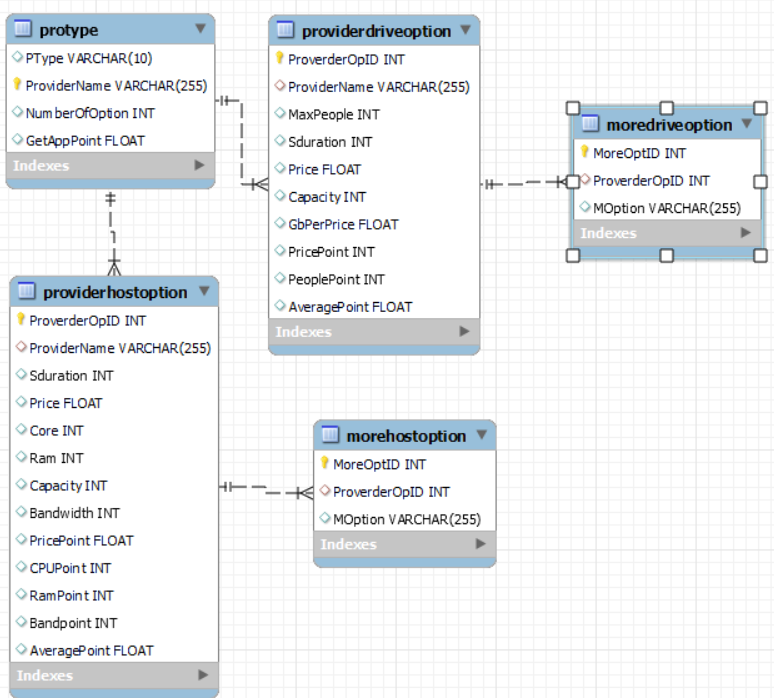 protype
PType VARCHAR(10)
ProviderName VARCHAR(255)
NumberOfOption INT
GetAppPoint FLOAT
Indexes
providerdriveoption
ProverderOpID INT
ProviderName VARCHAR(255)
MaxPeople INT
Sduration INT
Price FLOAT
Capacity INT
GbPerPrice FLOAT
PricePoint INT
PeoplePoint INT
AveragePoint FLOAT
Indexes
moredriveoption
MoreOptID INT
ProverderOpID INT
MOption VARCHAR(255)
Indexes
providerhostoption
ProverderOpID INT
ProviderName VARCHAR(255)
Sduration INT
Price FLOAT
Core INT
Ram INT
Capacity INT
Bandwidth INT
PricePoint FLOAT
CPUPoint INT
RamPoint INT
Bandpoint INT
AveragePoint FLOAT
Indexes
morehostoption
MoreOptID INT
ProverderOpID INT
MOption VARCHAR(255)
Indexes